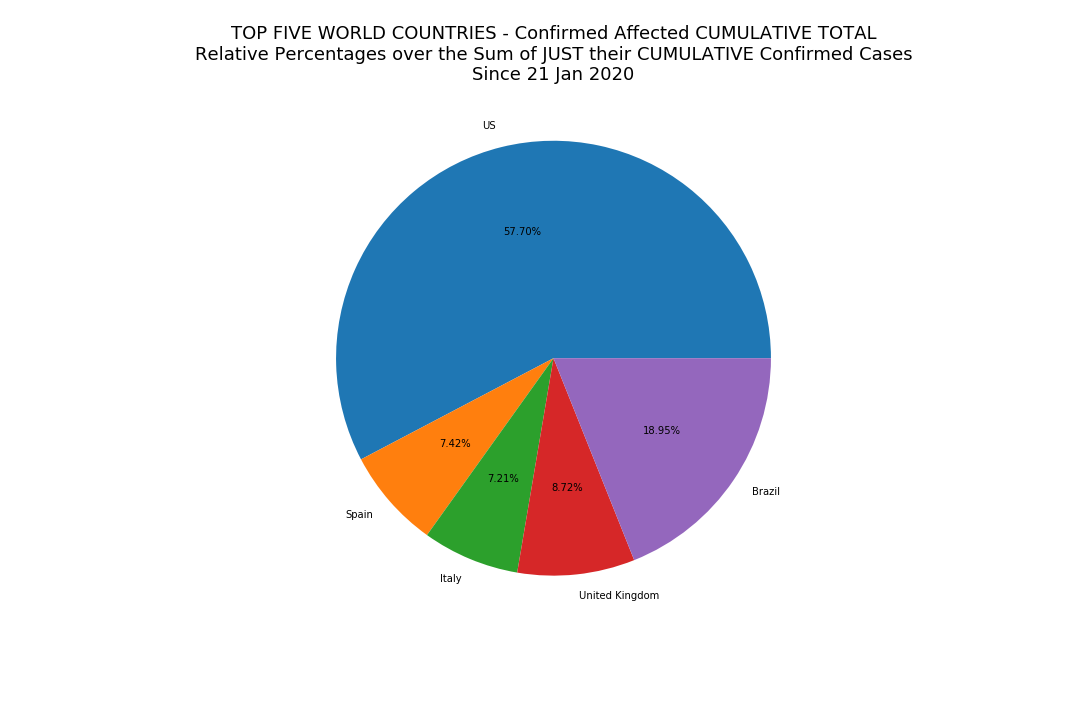 TOP FIVE WORLD COUNTRIES - Confirmed Affected CUMULATIVE TOTAL
Relative Percentages over the Sum of JUST their CUMULATIVE Confirmed Cases
Since 21 Jan 2020
US
57.70%
18.95%
7.42%
7.21%
8.72%
Brazil
Spain
Italy
United Kingdom